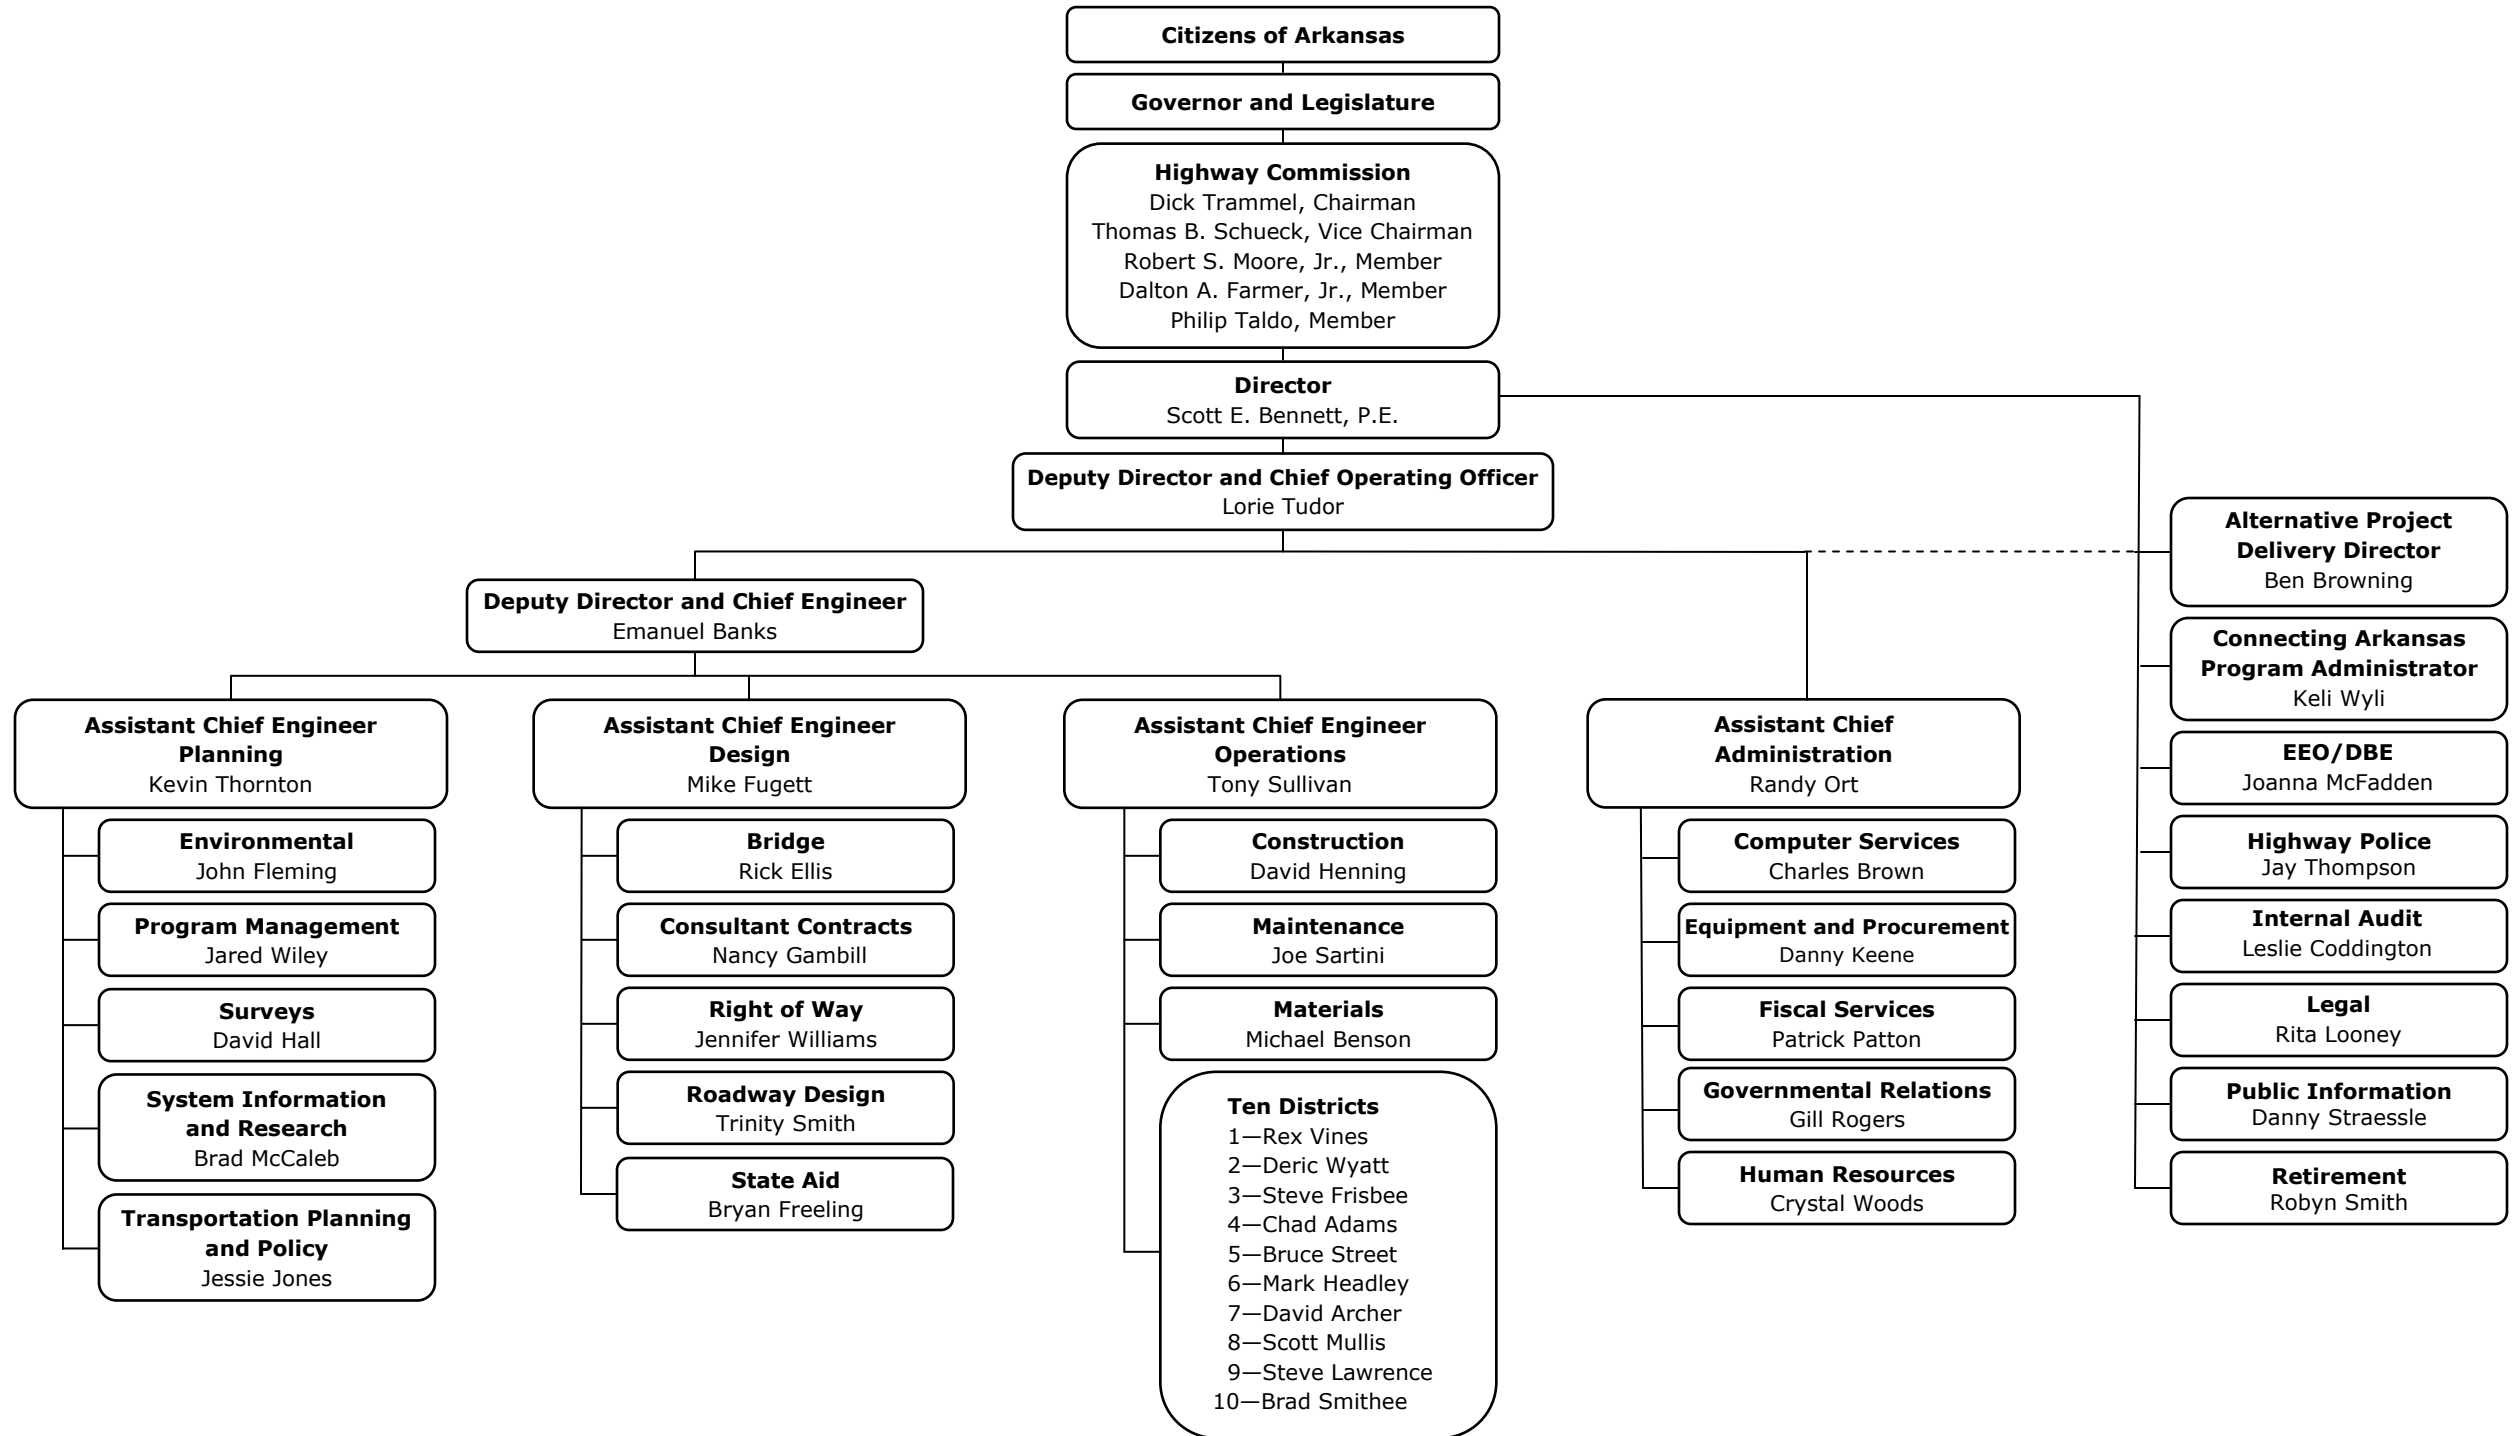 Citizens of Arkansas
Governor and Legislature
Highway Commission
Dick Trammel, Chairman
Thomas B. Schueck, Vice Chairman
Robert S. Moore, Jr., Member
Dalton A. Farmer, Jr., Member
Philip Taldo, Member
Director
Scott E. Bennett, P.E.
Deputy Director and Chief Operating Officer
Lorie Tudor
Deputy Director and Chief Engineer
Emanuel Banks
Assistant Chief Engineer
Planning
Kevin Thornton
Environmental
John Fleming
Program Management
Jared Wiley
Surveys
David Hall
System Information
and Research
Brad McCaleb
Transportation Planning
and Policy
Jessie Jones
Assistant Chief Engineer
Design
Mike Fugett
Bridge
Rick Ellis
Consultant Contracts
Nancy Gambill
Right of Way
Jennifer Williams
Roadway Design
Trinity Smith
State Aid
Bryan Freeling
Assistant Chief Engineer
Operations
Tony Sullivan
Construction
David Henning
Maintenance
Joe Sartini
Materials
Michael Benson
Ten Districts
1—Rex Vines
2—Deric Wyatt
3—Steve Frisbee
4—Chad Adams
5—Bruce Street
6—Mark Headley
7—David Archer
8—Scott Mullis
9—Steve Lawrence
10—Brad Smithee
Assistant Chief
Administration
Randy Ort
Computer Services
Charles Brown
Equipment and Procurement
Danny Keene
Fiscal Services
Patrick Patton
Governmental Relations
Gill Rogers
Human Resources
Crystal Woods
Alternative Project
Delivery Director
Ben Browning
Connecting Arkansas
Program Administrator
Keli Wyli
EEO/DBE
Joanna McFadden
Highway Police
Jay Thompson
Internal Audit
Leslie Coddington
Legal
Rita Looney
Public Information
Danny Straessle
Retirement
Robyn Smith